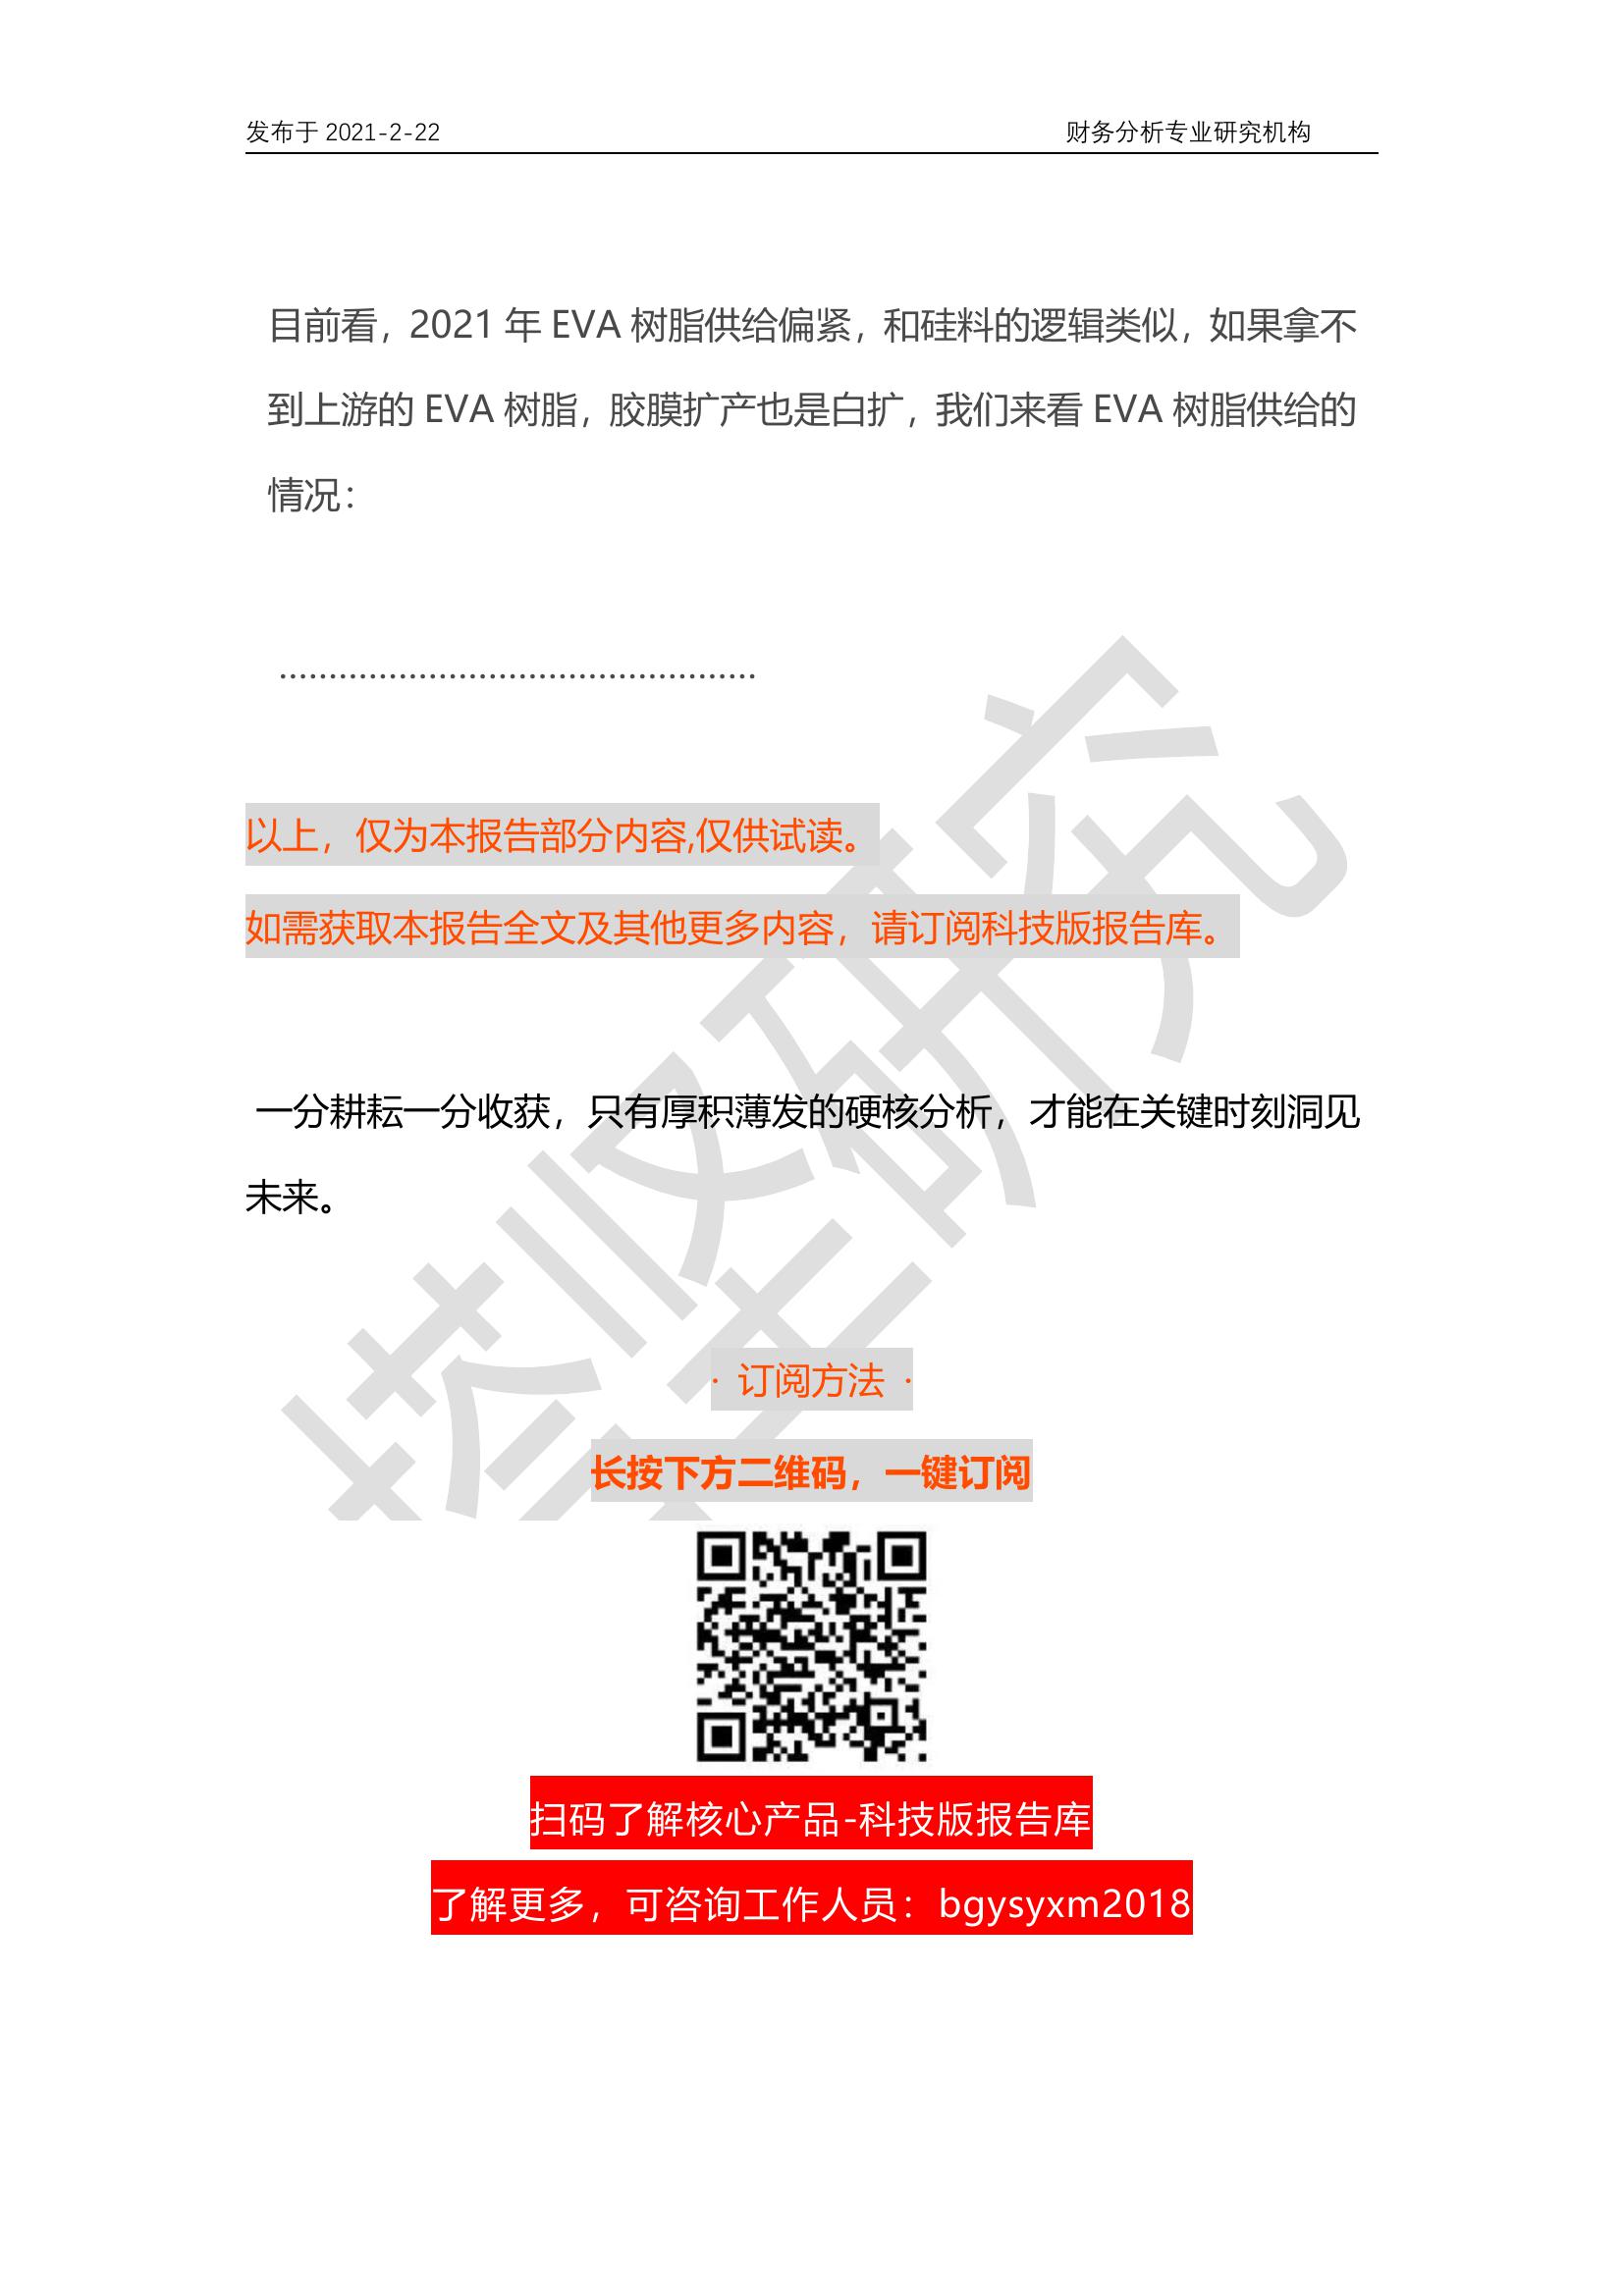 发布于 2021-2-22 财务分析专业研究机构
目前看，2021 年 EVA 树脂供给偏紧，和硅料的逻辑类似，如果拿不
到上游的 EVA 树脂，胶膜扩产也是白扩，我们来看 EVA 树脂供给的
情况：
................................................
以上，仅为本报告部分内容,仅供试读。
如需获取本报告全文及其他更多内容，请订阅科技版报告库。
一分耕耘一分收获，只有厚积薄发的硬核分析，才能在关键时刻洞见
未来。
· 订阅方法 ·
长按下方二维码，一键订阅
扫码了解核心产品-科技版报告库
了解更多，可咨询工作人员：bgysyxm2018